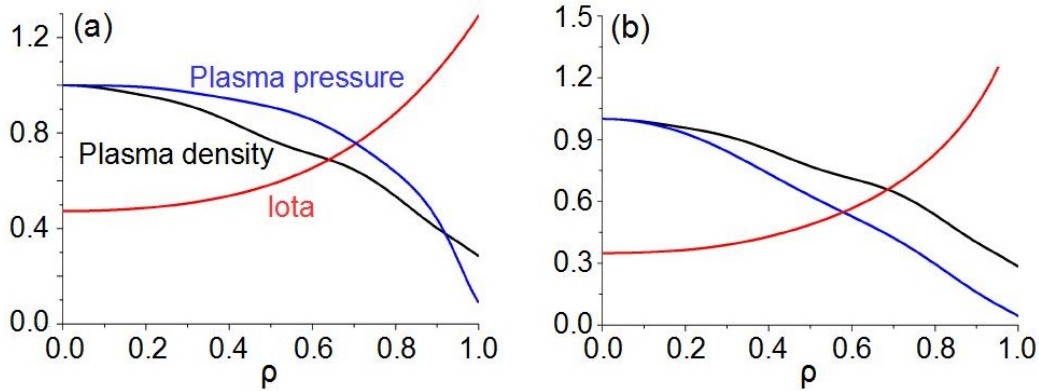 (a)
1.2
0.8
0.4
0.0
Plasma pressure
Plasma density
Iota
0.0 0.2 0.4 0.6 0.8 1.0
ρ
(b)
1.5
1.2
0.9
0.6
0.3
0.0
0.0 0.2 0.4 0.6 0.8 1.0
ρ